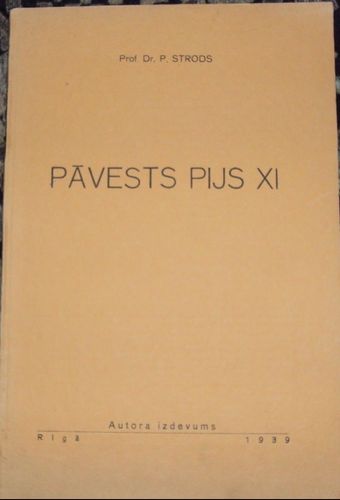 Prof. Dr. P. STRODS
PĀVESTS PIJS XI
Autora izdevums
Rīgā 1939